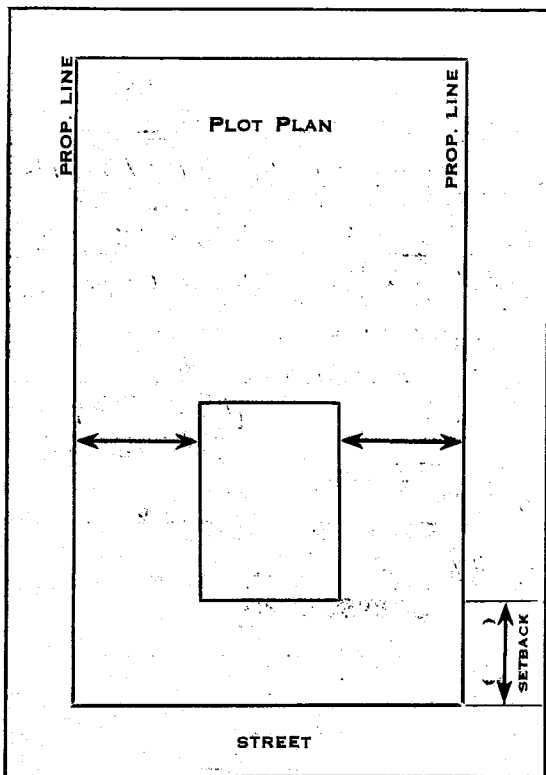 PROP. LINE
PLOT PLAN
PROP. LINE
( )
SETBACK
STREET